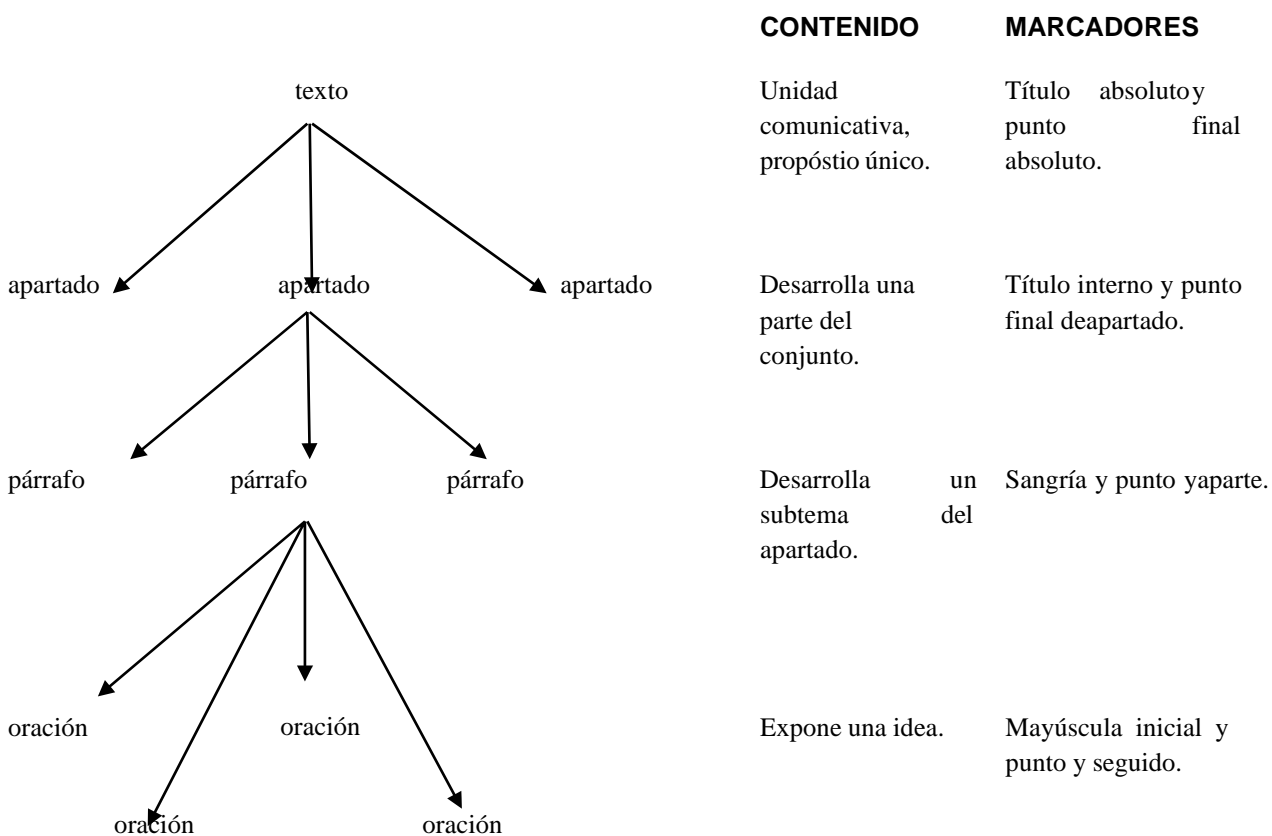 CONTENIDO MARCADORES
texto Unidad Título absolutoy
comunicativa, punto final
propóstio único. absoluto.
apartado apartado apartado Desarrolla una Título interno y punto
parte del final deapartado.
conjunto.
párrafo párrafo párrafo Desarrolla un Sangría y punto yaparte.
subtema del
apartado.
oración oración Expone una idea. Mayúscula inicial y
punto y seguido.
oración oración